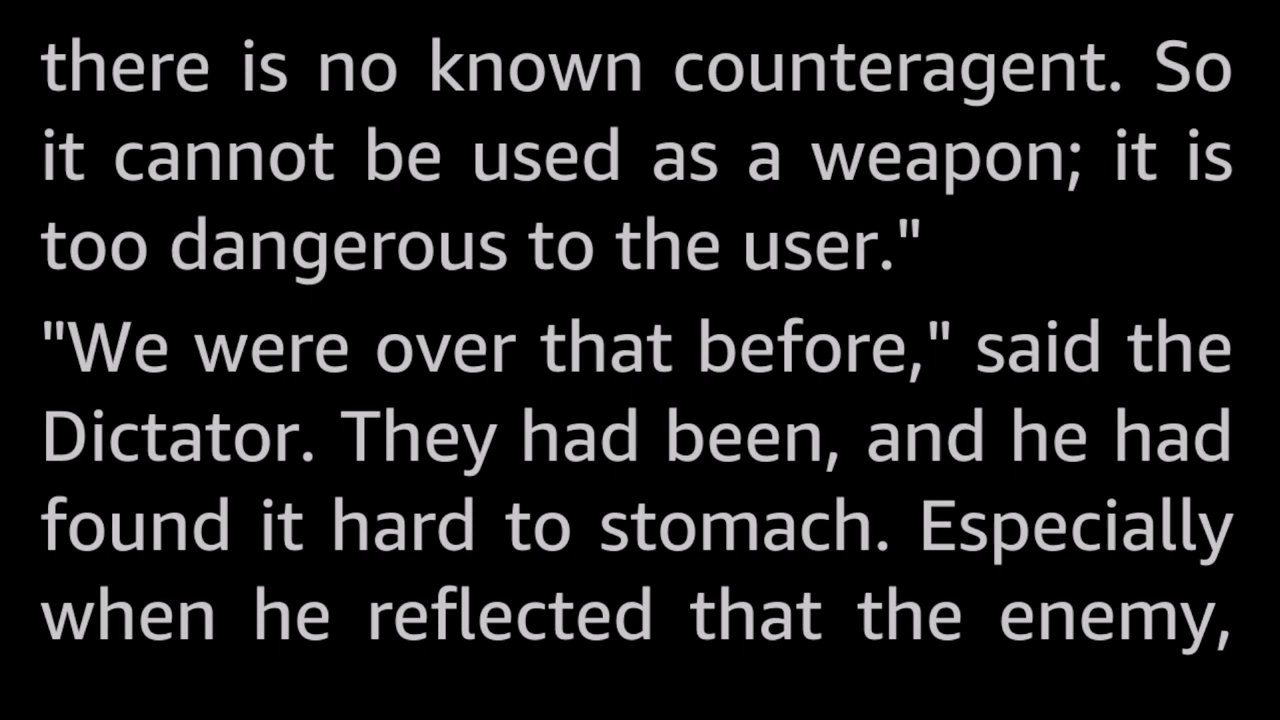 there is no known counteragent. So
it cannot be used as a weapon; it is
too dangerous to the user."
"We were over that before," said the
Dictator. They had been, and he had
found it hard to stomach. Especially
when he reflected that the enemy,